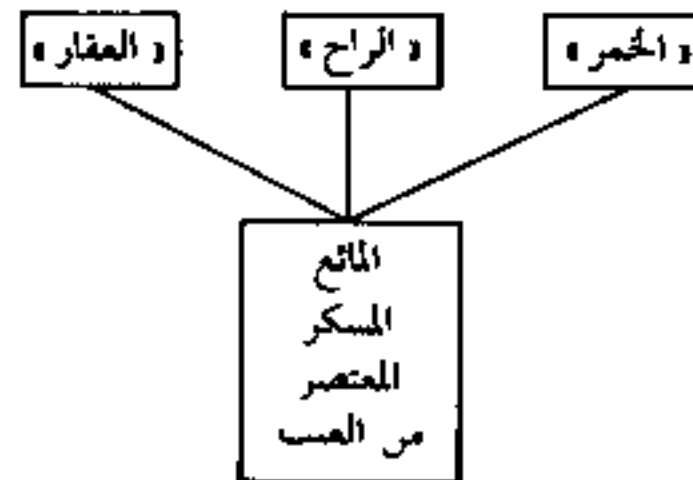 « الخمر »
« الراح »
« العقار »
المائع
المسكر
المعتصر
من العنب